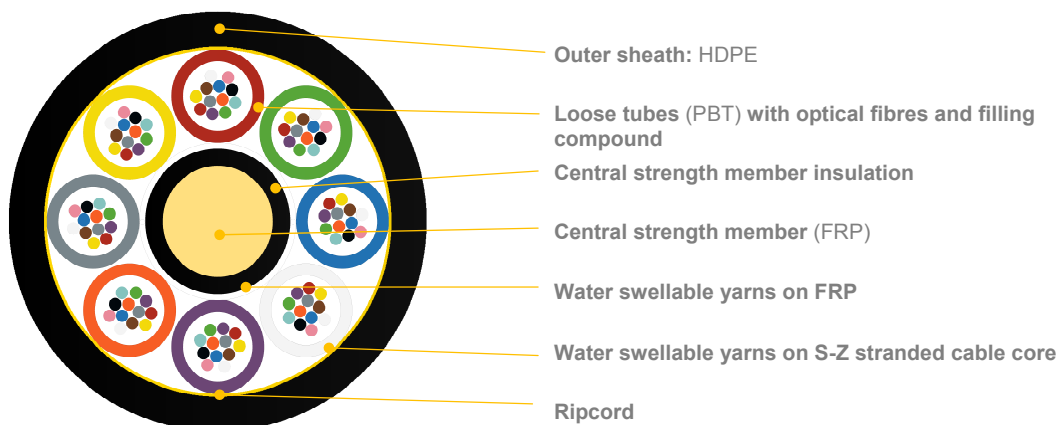 Outer sheath: HDPE
Loose tubes (PBT) with optical fibres and filling
compound
Central strength member insulation
Central strength member (FRP)
Water swellable yarns on FRP
Water swellable yarns on S-Z stranded cable core
Ripcord